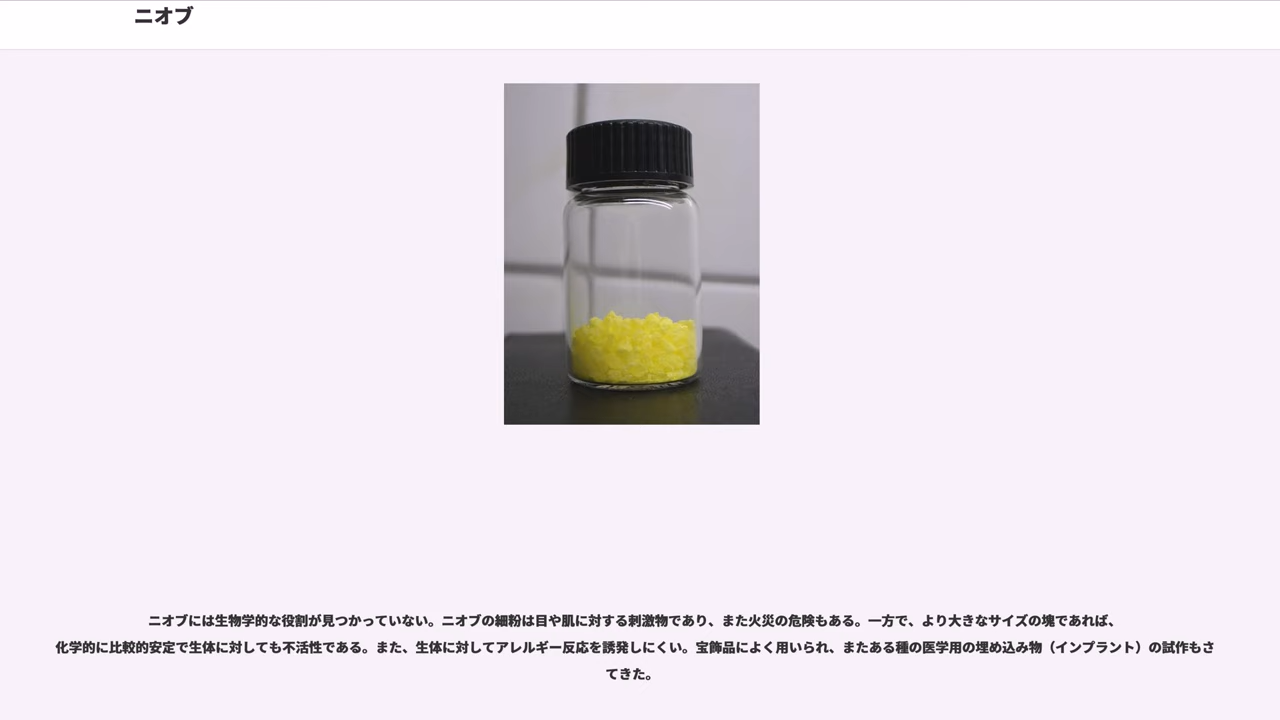 ニオブ
ニオブには生物学的な役割が見つかっていない。ニオブの細粉は目や肌に対する刺激物であり、また火災の危険もある。一方で、より大きなサイズの塊であれば、
化学的に比較的安定で生体に対しても不活性である。また、生体に対してアレルギー反応を誘発しにくい。宝飾品によく用いられ、またある種の医学用の埋め込み物（インプラント）の試作もさ
てきた。